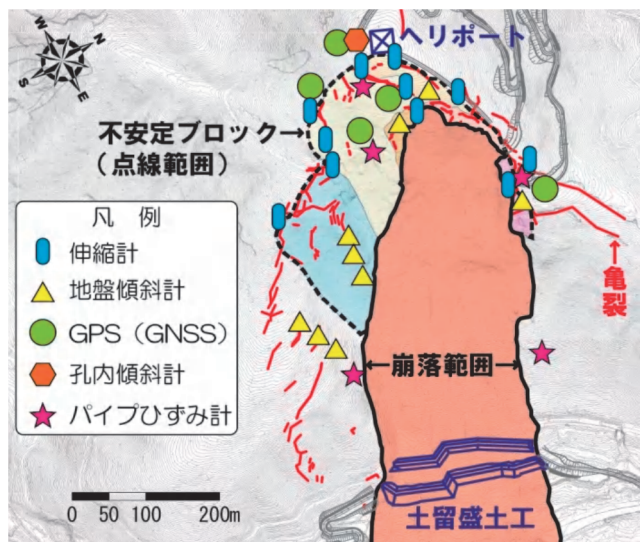 ヘリポート
W
N
S
E
不安定ブロック→
（点線範囲）
凡 例
伸縮計
地盤傾斜計
GPS（GNSS）
孔内傾斜計
パイプひずみ計
↑
亀裂
←崩落範囲→
土留盛土工
0 50 100 200m